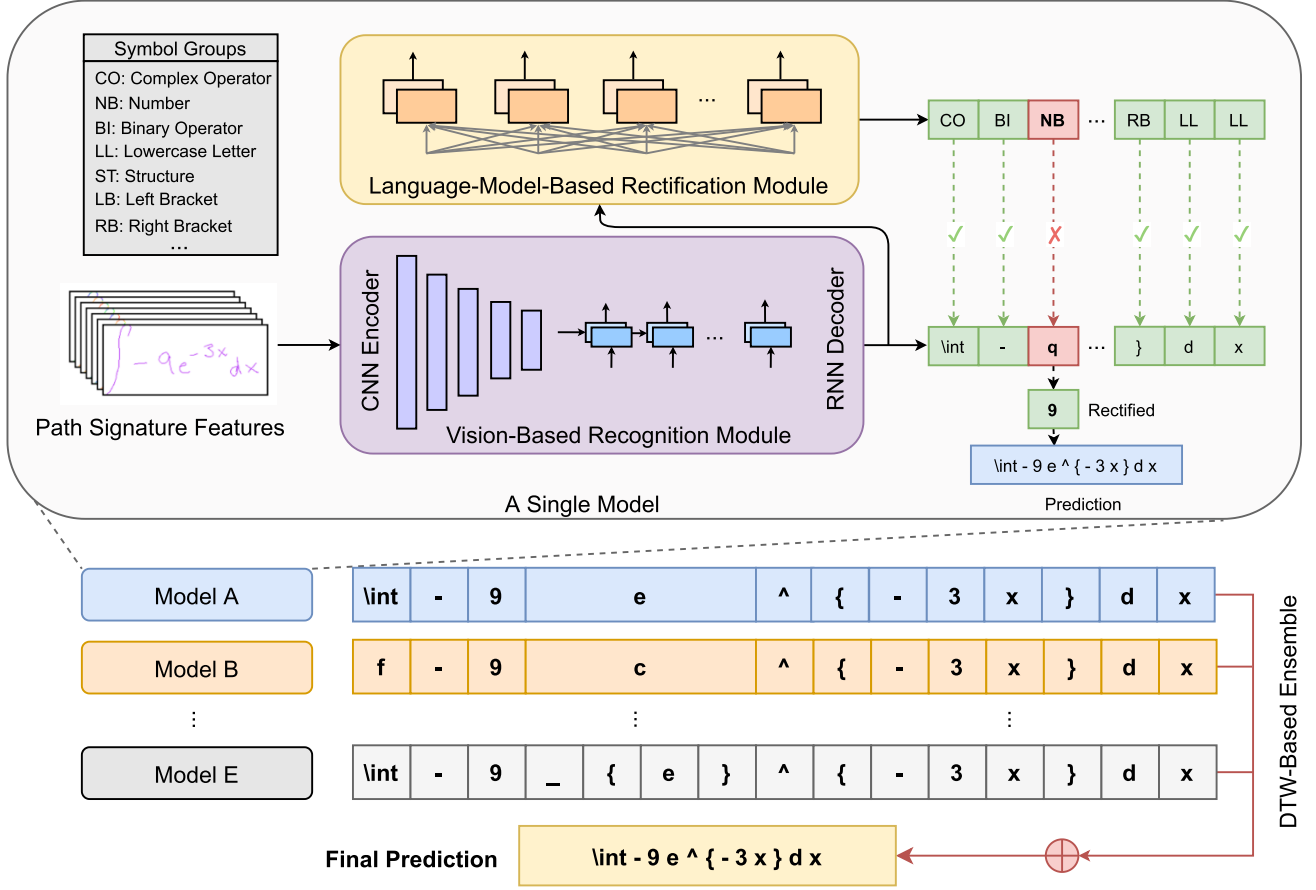 Symbol Groups
CO: Complex Operator
NB: Number
BI: Binary Operator
LL: Lowercase Letter
ST: Structure
LB: Left Bracket
RB: Right Bracket
...
- 9e^{-3x} dx
Path Signature Features
...
Language-Model-Based Rectification Module
CNN Encoder
...
RNN Decoder
Vision-Based Recognition Module
CO BI NB ... RB LL LL
✓ ✓ ✗ ✓ ✓ ✓
\int - q ... } d x
9 Rectified
\int - 9 e ^ { - 3 x } d x
Prediction
A Single Model
Model A \int - 9 e ^ { - 3 x } d x
Model B f - 9 c ^ { - 3 x } d x
⋮ ⋮ ⋮
Model E \int - 9 _ { e } ^ { - 3 x } d x
DTW-Based Ensemble
Final Prediction \int - 9 e ^ { - 3 x } d x